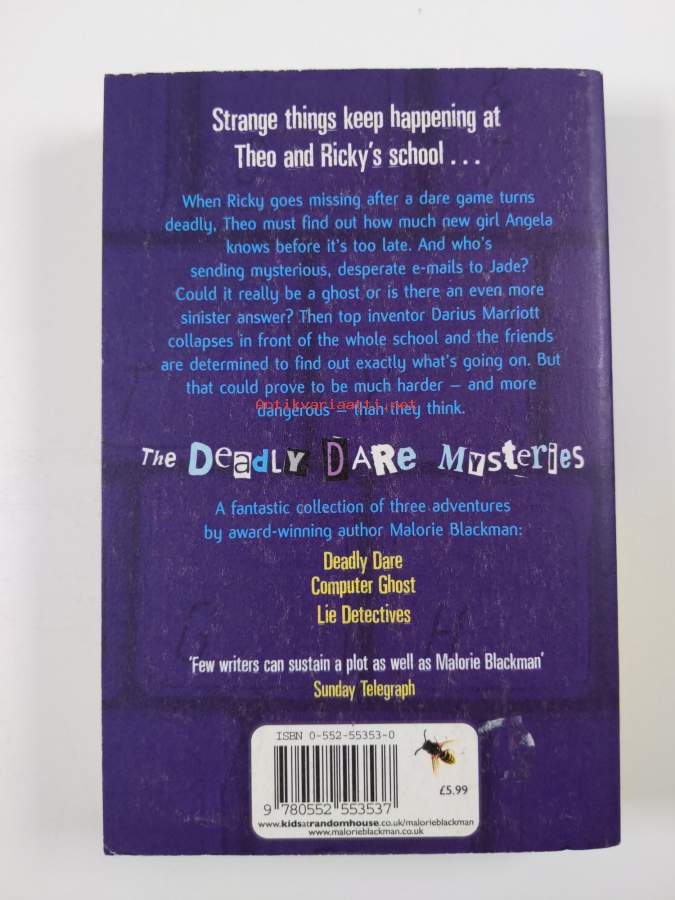 Strange things keep happening at
Theo and Ricky's school . . .
When Ricky goes missing after a dare game turns
deadly, Theo must find out how much new girl Angela
knows before it's too late. And who's
sending mysterious, desperate e-mails to Jade?
Could it really be a ghost or is there an even more
sinister answer? Then top inventor Darius Marriott
collapses in front of the whole school and the friends
are determined to find out exactly what's going on. But
that could prove to be much harder – and more
Antikvariaatti.net
dangerous – than they think.
The Deadly Dare Mysteries
A fantastic collection of three adventures
by award-winning author Malorie Blackman:
Deadly Dare
Computer Ghost
Lie Detectives
'Few writers can sustain a plot as well as Malorie Blackman'
Sunday Telegraph
ISBN 0-552-55353-0
£5.99
9 780552 553537
www.kidsatrandomhouse.co.uk/malorieblackman
www.malorieblackman.co.uk